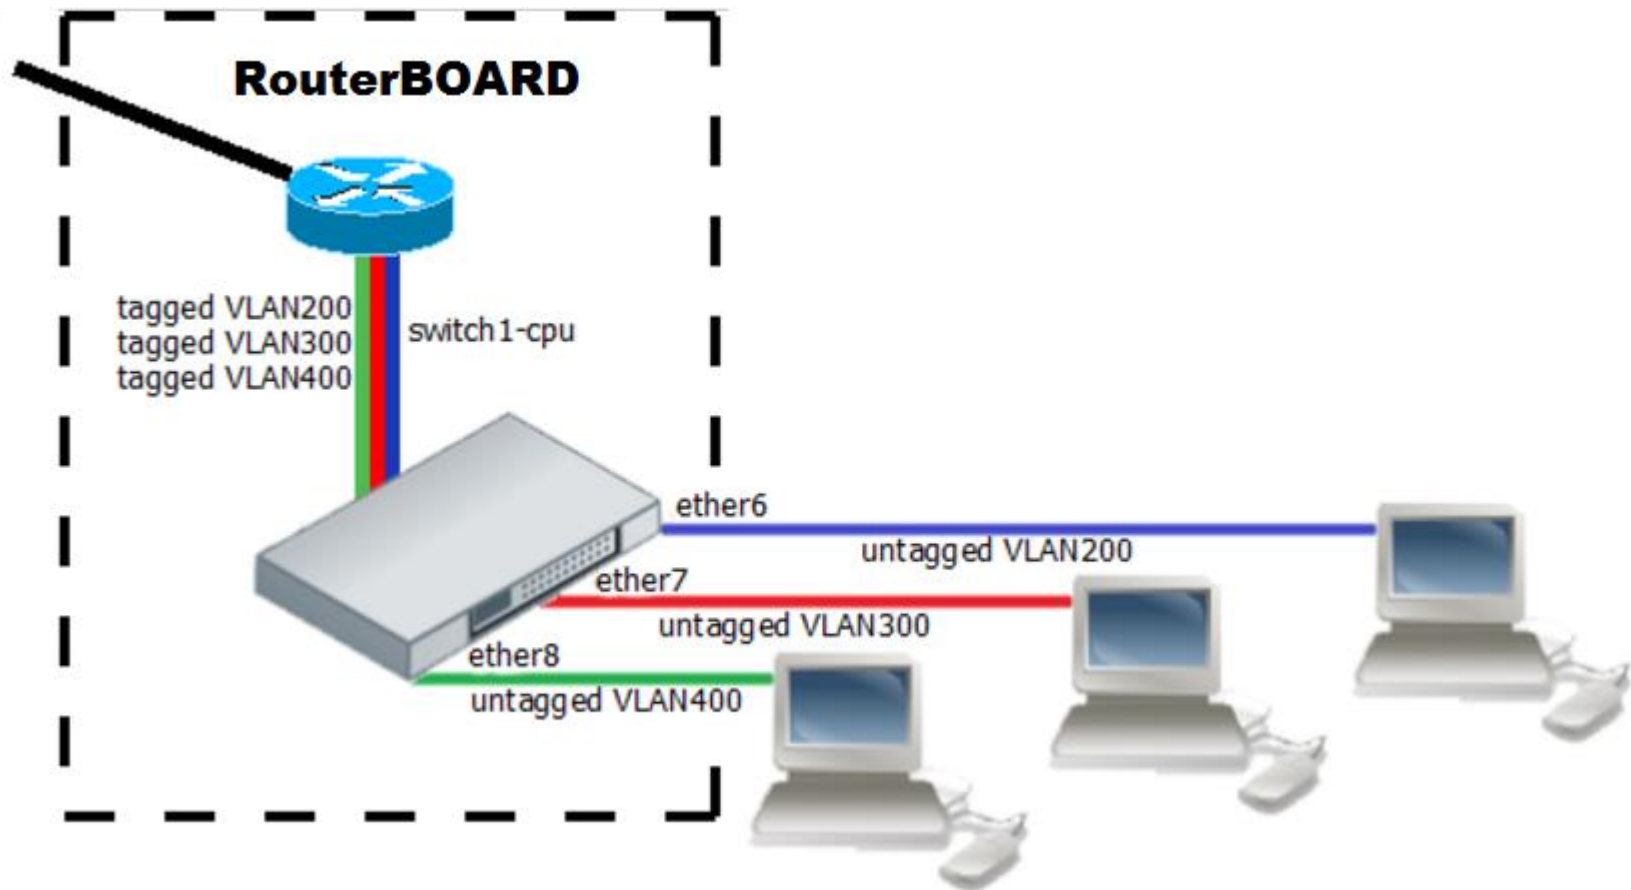 RouterBOARD
tagged VLAN200
tagged VLAN300
tagged VLAN400
switch1-cpu
ether6
untagged VLAN200
ether7
untagged VLAN300
ether8
untagged VLAN400